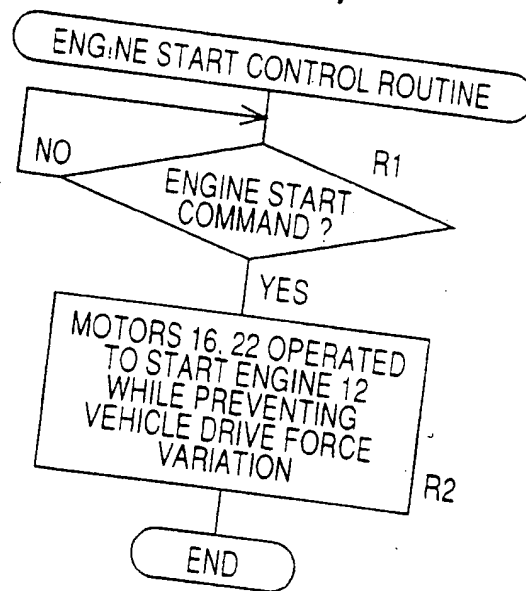 ENGINE START CONTROL ROUTINE
NO
R1
ENGINE START
COMMAND ?
YES
MOTORS 16, 22 OPERATED
TO START ENGINE 12
WHILE PREVENTING
VEHICLE DRIVE FORCE
VARIATION
R2
END